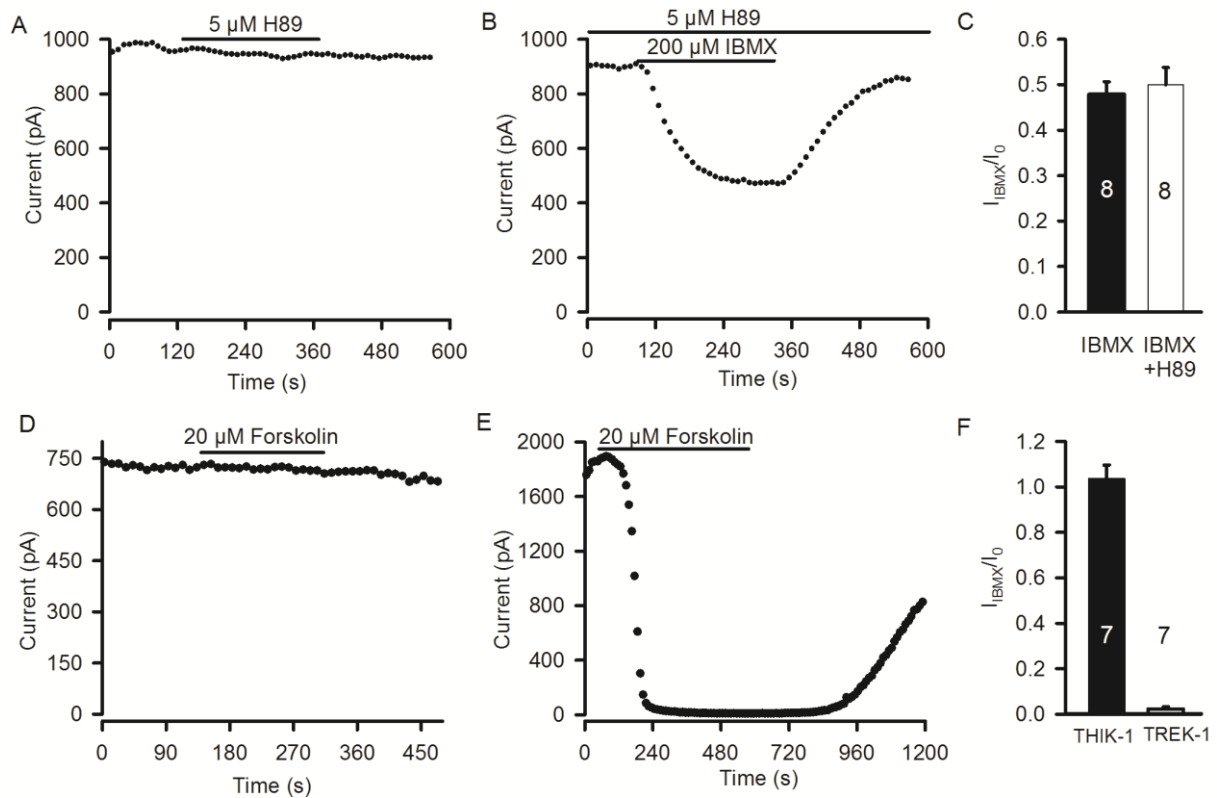 A
5 µM H89
1000
800
600
400
200
0
Current (pA)
0 120 240 360 480 600
Time (s)
B
5 µM H89
200 µM IBMX
1000
800
600
400
200
0
Current (pA)
0 120 240 360 480 600
Time (s)
C
0.6
0.5
0.4
0.3
0.2
0.1
0.0
I_IBMX/I_0
8 8
IBMX IBMX
+H89
D
20 µM Forskolin
750
600
450
300
150
0
Current (pA)
0 90 180 270 360 450
Time (s)
E
20 µM Forskolin
2000
1600
1200
800
400
0
Current (pA)
0 240 480 720 960 1200
Time (s)
F
1.2
1.0
0.8
0.6
0.4
0.2
0.0
I_IBMX/I_0
7 7
THIK-1 TREK-1